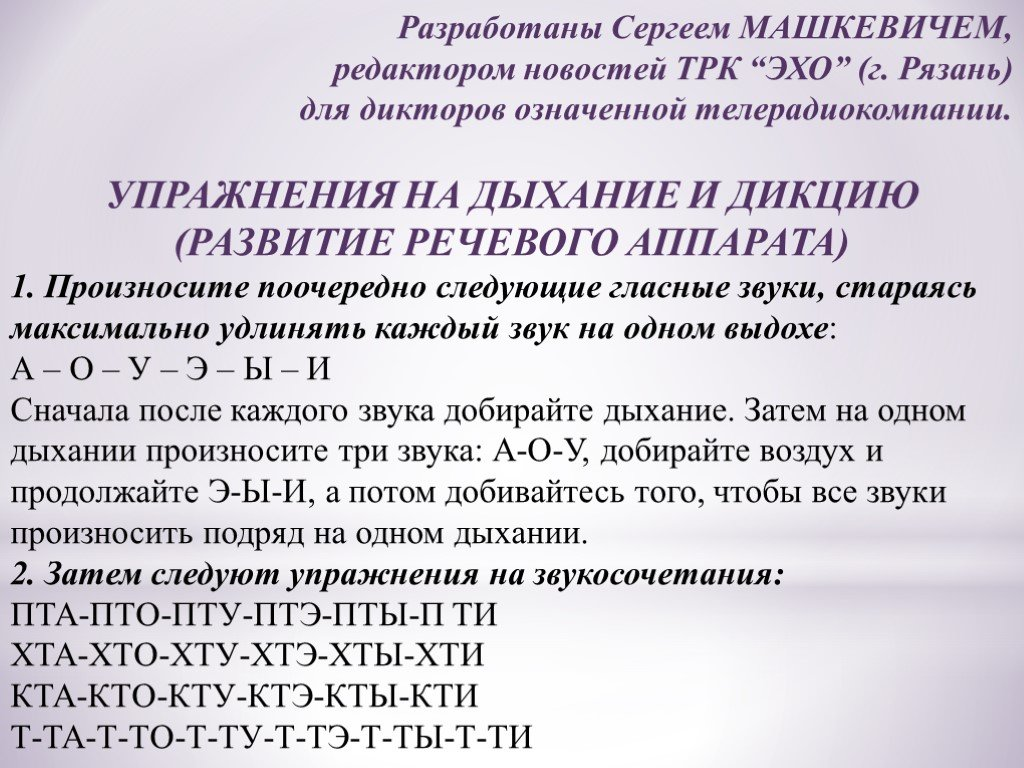 Разработаны Сергеем МАШКЕВИЧЕМ,
редактором новостей ТРК “ЭХО” (г. Рязань)
для дикторов означенной телерадиокомпании.
УПРАЖНЕНИЯ НА ДЫХАНИЕ И ДИКЦИЮ
(РАЗВИТИЕ РЕЧЕВОГО АППАРАТА)
1. Произносите поочередно следующие гласные звуки, стараясь
максимально удлинять каждый звук на одном выдохе:
А – О – У – Э – Ы – И
Сначала после каждого звука добирайте дыхание. Затем на одном
дыхании произносите три звука: А-О-У, добирайте воздух и
продолжайте Э-Ы-И, а потом добивайтесь того, чтобы все звуки
произносить подряд на одном дыхании.
2. Затем следуют упражнения на звукосочетания:
ПТА-ПТО-ПТУ-ПТЭ-ПТЫ-П ТИ
ХТА-ХТО-ХТУ-ХТЭ-ХТЫ-ХТИ
КТА-КТО-КТУ-КТЭ-КТЫ-КТИ
Т-ТА-Т-ТО-Т-ТУ-Т-ТЭ-Т-ТЫ-Т-ТИ